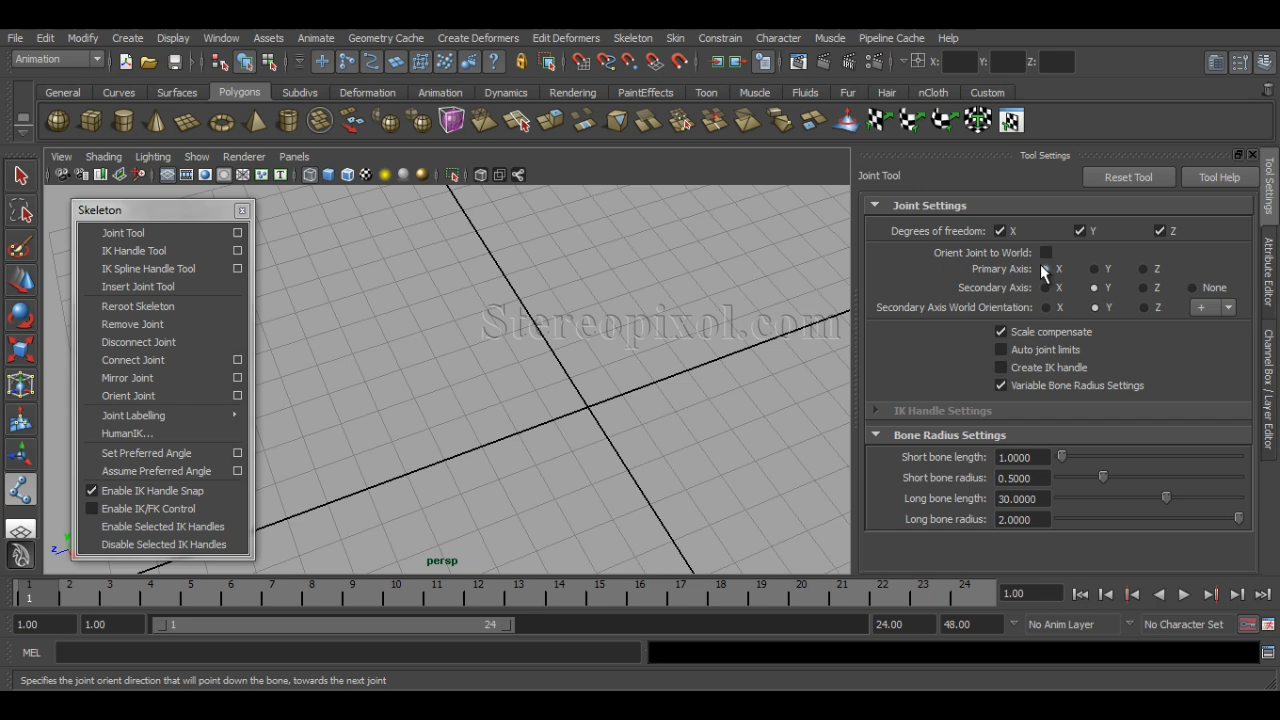 File Edit Modify Create Display Window Assets Animate Geometry Cache Create Deformers Edit Deformers Skeleton Skin Constrain Character Muscle Pipeline Cache Help
Animation X: Y: Z:
General Curves Surfaces Polygons Subdivs Deformation Animation Dynamics Rendering PaintEffects Toon Muscle Fluids Fur Hair nCloth Custom
View Shading Lighting Show Renderer Panels
Skeleton
Joint Tool
IK Handle Tool
IK Spline Handle Tool
Insert Joint Tool
Reroot Skeleton
Remove Joint
Disconnect Joint
Connect Joint
Mirror Joint
Orient Joint
Joint Labelling
HumanIK...
Set Preferred Angle
Assume Preferred Angle
Enable IK Handle Snap
Enable IK/FK Control
Enable Selected IK Handles
Disable Selected IK Handles
Stereopixol.com
z y
persp
Tool Settings
Joint Tool Reset Tool Tool Help
Joint Settings
Degrees of freedom: X Y Z
Orient Joint to World:
Primary Axis: X Y Z
Secondary Axis: X Y Z None
Secondary Axis World Orientation: X Y Z +
Scale compensate
Auto joint limits
Create IK handle
Variable Bone Radius Settings
IK Handle Settings
Bone Radius Settings
Short bone length: 1.0000
Short bone radius: 0.5000
Long bone length: 30.0000
Long bone radius: 2.0000
Tool Settings
Attribute Editor
Channel Box / Layer Editor
1 2 3 4 5 6 7 8 9 10 11 12 13 14 15 16 17 18 19 20 21 22 23 24
1 1.00
1.00 1.00 1 24 24.00 48.00 No Anim Layer No Character Set
MEL
Specifies the joint orient direction that will point down the bone, towards the next joint